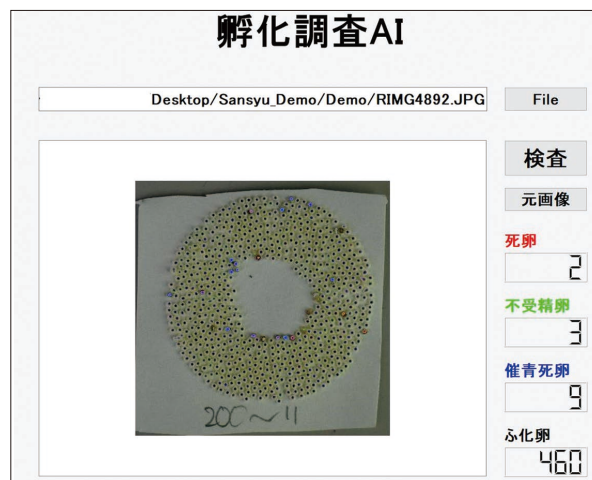 孵化調査AI
Desktop/Sansyu_Demo/Demo/RIMG4892.JPG
File
検査
元画像
死卵
2
不受精卵
3
催青死卵
9
ふ化卵
460
200～11